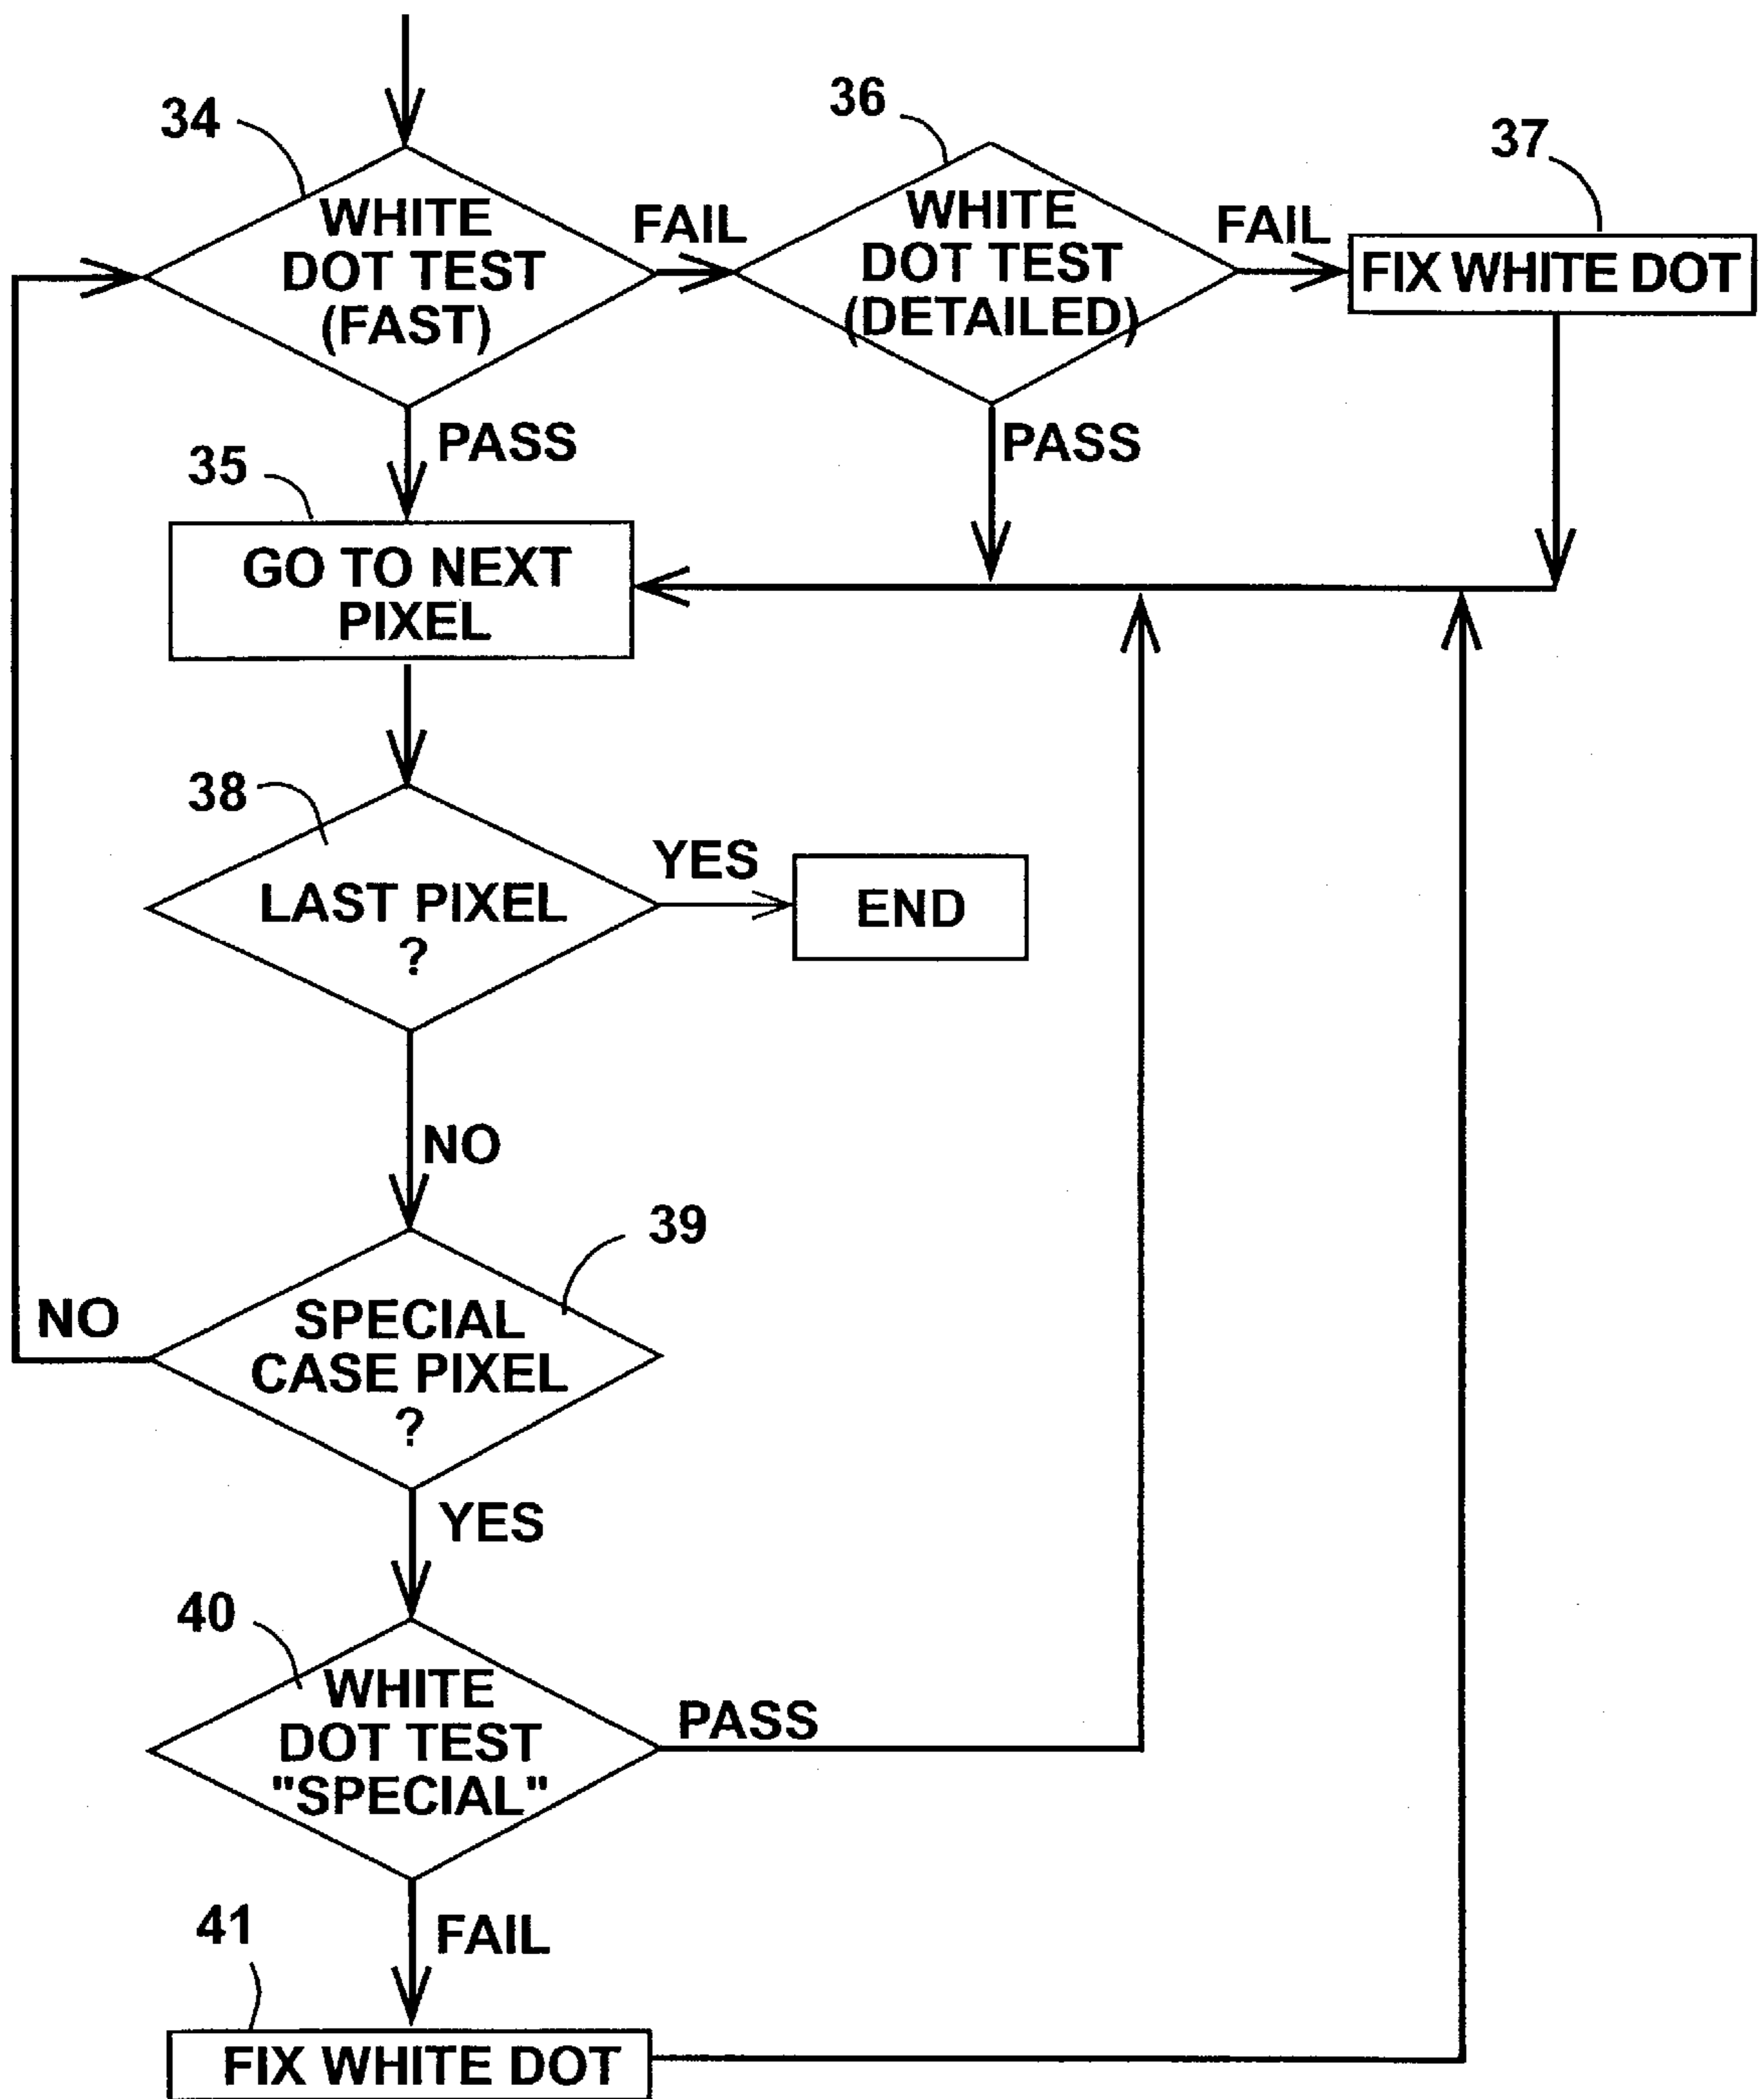 34
36
37
WHITE
DOT TEST
(FAST)
FAIL
WHITE
DOT TEST
(DETAILED)
FAIL
FIX WHITE DOT
PASS
PASS
35
GO TO NEXT
PIXEL
38
LAST PIXEL
?
YES
END
NO
39
NO
SPECIAL
CASE PIXEL
?
YES
40
WHITE
DOT TEST
"SPECIAL"
PASS
41
FAIL
FIX WHITE DOT